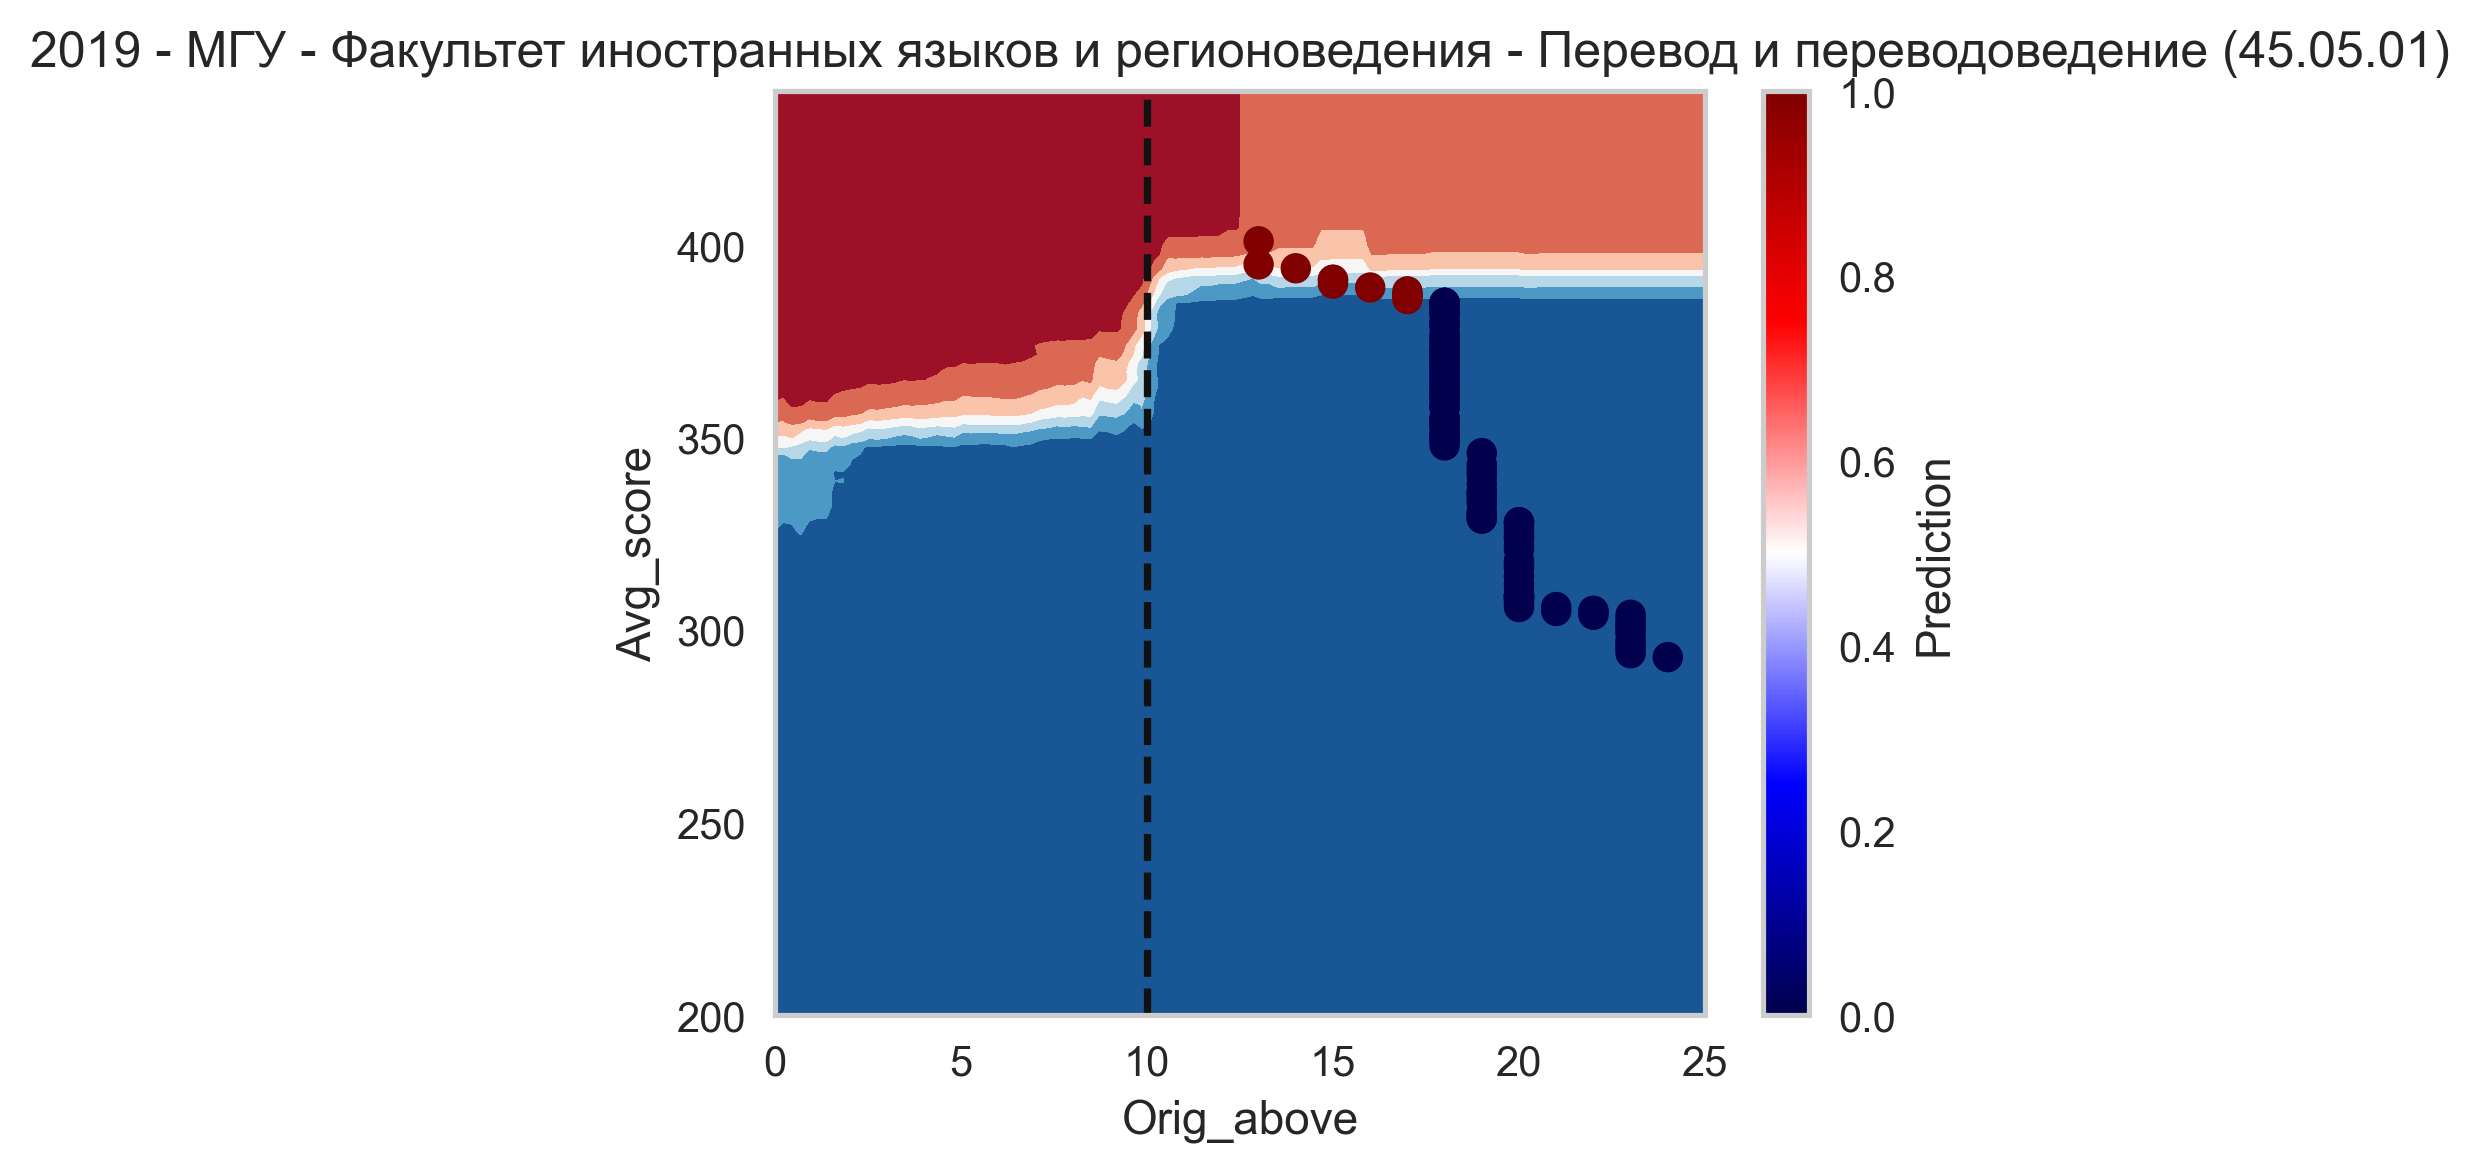 2019 - МГУ - Факультет иностранных языков и регионоведения - Перевод и переводоведение (45.05.01)
400
350
300
250
200
Avg_score
0 5 10 15 20 25
Orig_above
1.0
0.8
0.6
0.4
0.2
0.0
Prediction